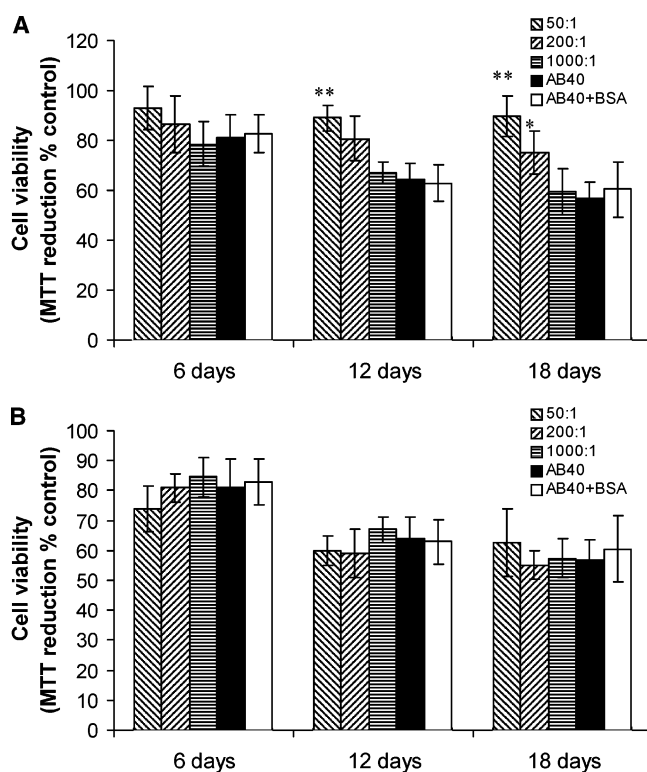 A
120
100
80
60
40
20
0
Cell viability
(MTT reduction % control)
50:1
200:1
1000:1
AB40
AB40+BSA
**
**
*
6 days
12 days
18 days
B
100
90
80
70
60
50
40
30
20
10
0
Cell viability
(MTT reduction % control)
50:1
200:1
1000:1
AB40
AB40+BSA
6 days
12 days
18 days